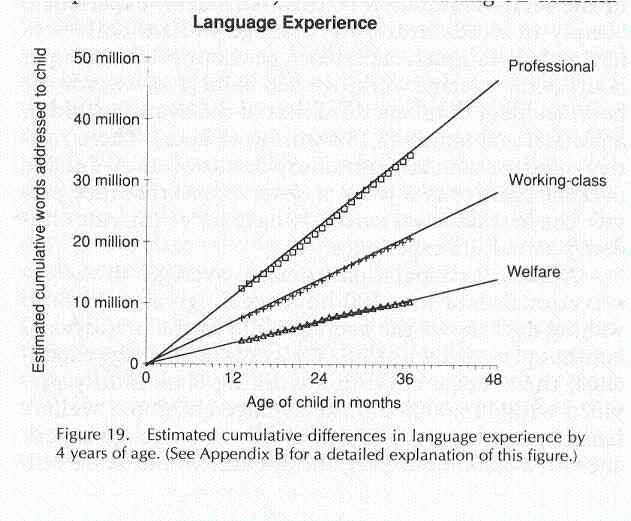 Language Experience
Estimated cumulative words addressed to child
50 million
40 million
30 million
20 million
10 million
0
Professional
Working-class
Welfare
0 12 24 36 48
Age of child in months
Figure 19. Estimated cumulative differences in language experience by
4 years of age. (See Appendix B for a detailed explanation of this figure.)